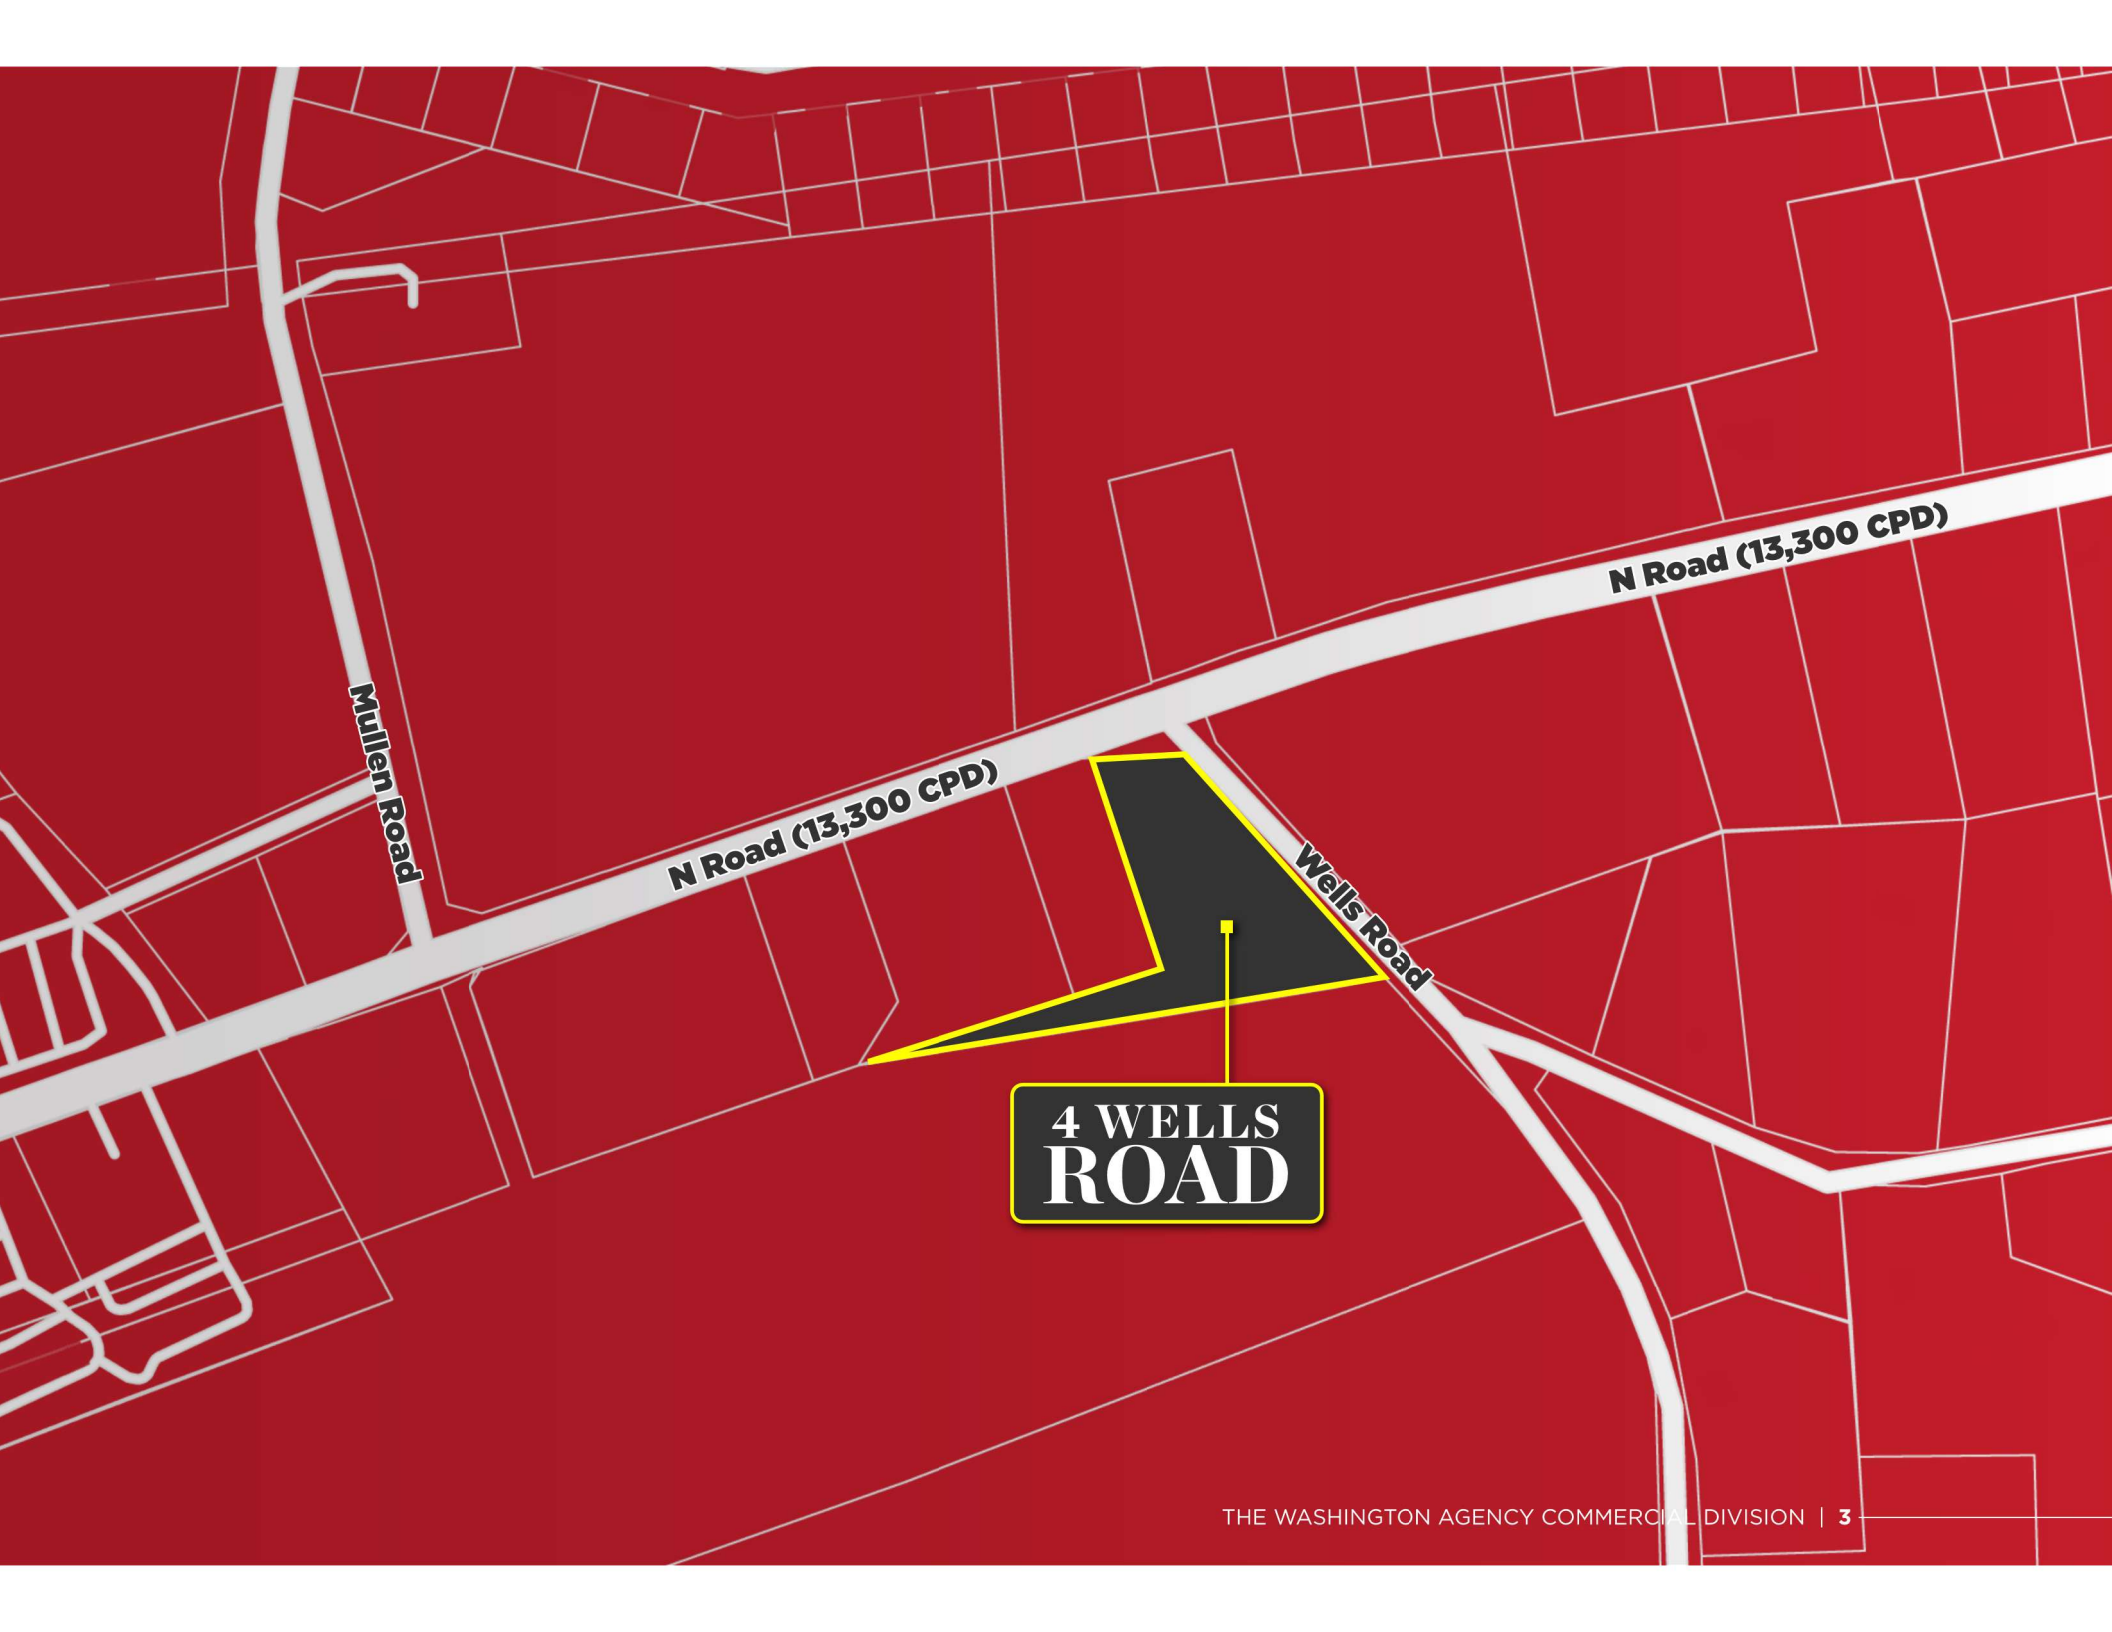 N Road (13,300 CPD)
Mullen Road
N Road (13,300 CPD)
Wells Road
4 WELLS
ROAD
THE WASHINGTON AGENCY COMMERCIAL DIVISION | 3